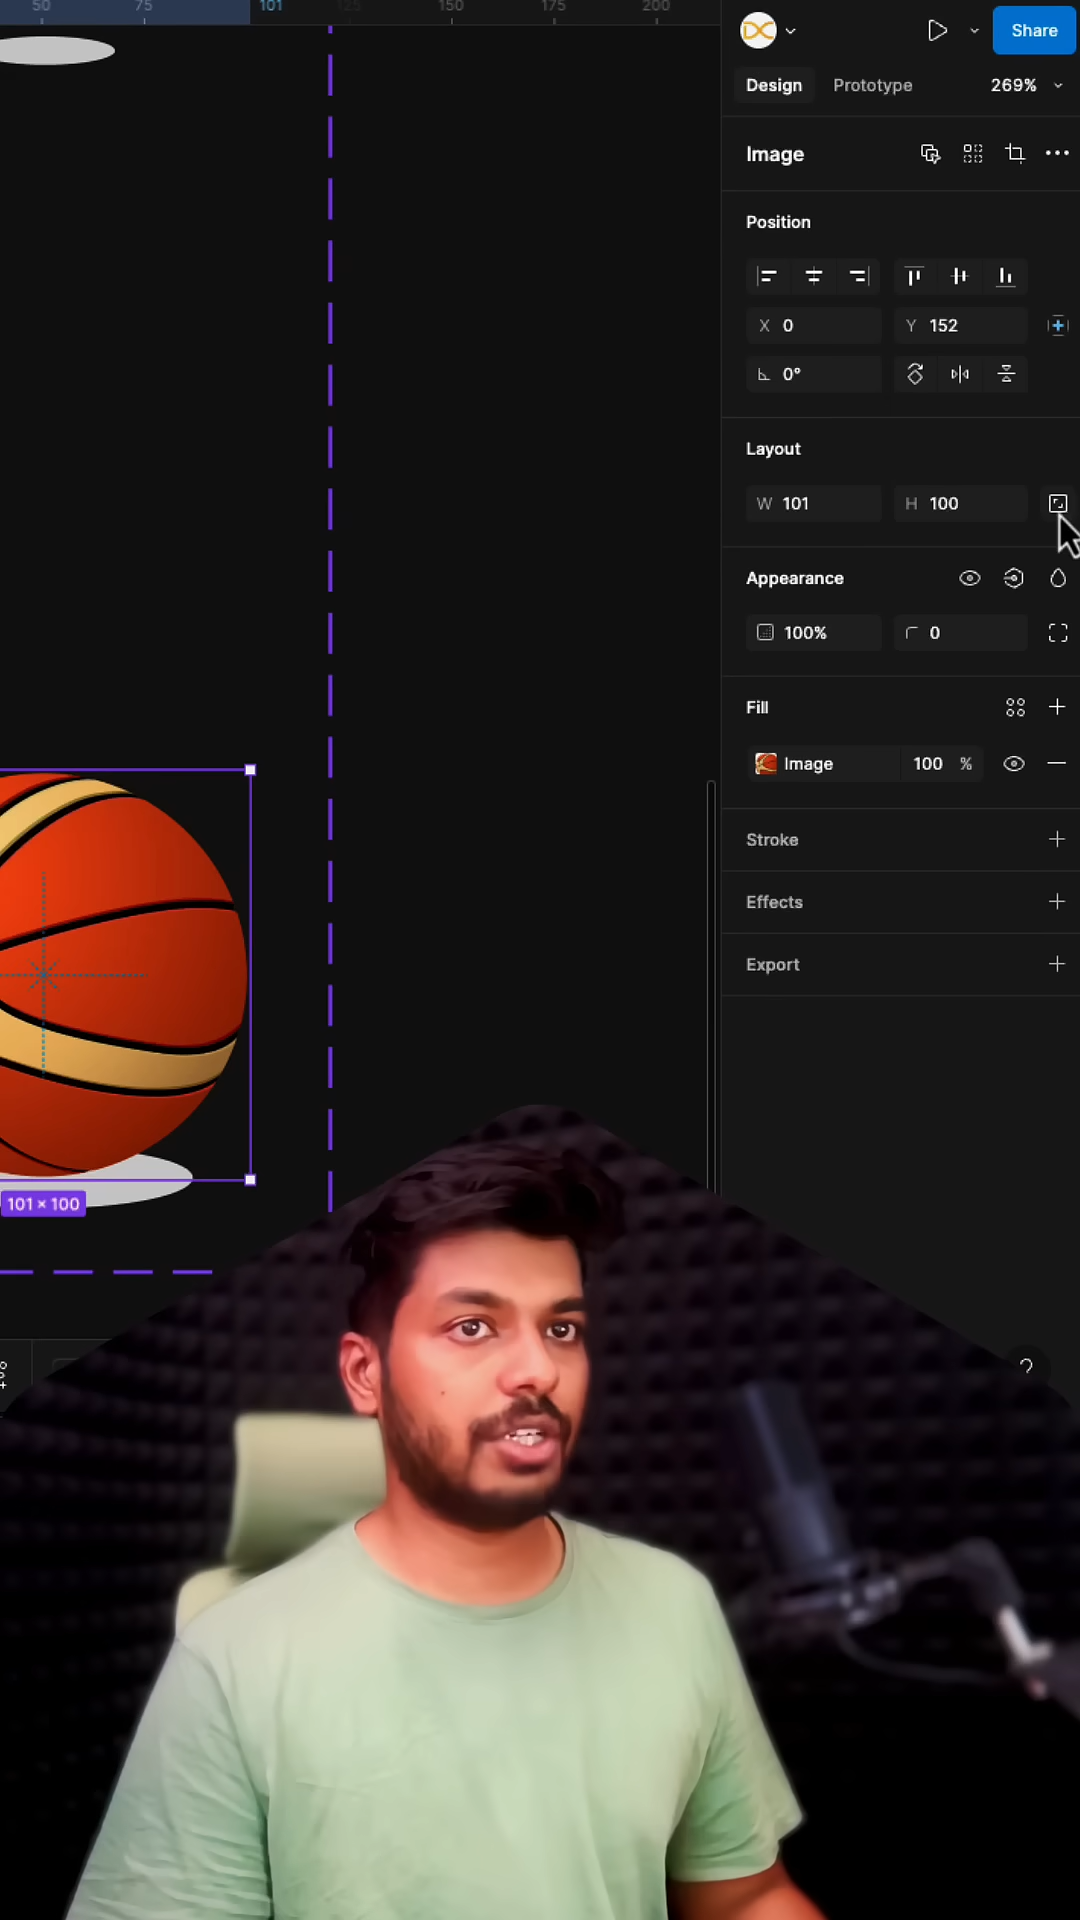 50 75 101 125 150 175 200
Share
Design Prototype 269%
Image
Position
X 0 Y 152
0°
Layout
W 101 H 100
Appearance
100% 0
Fill
Image 100 %
Stroke
Effects
Export
101 × 100
?